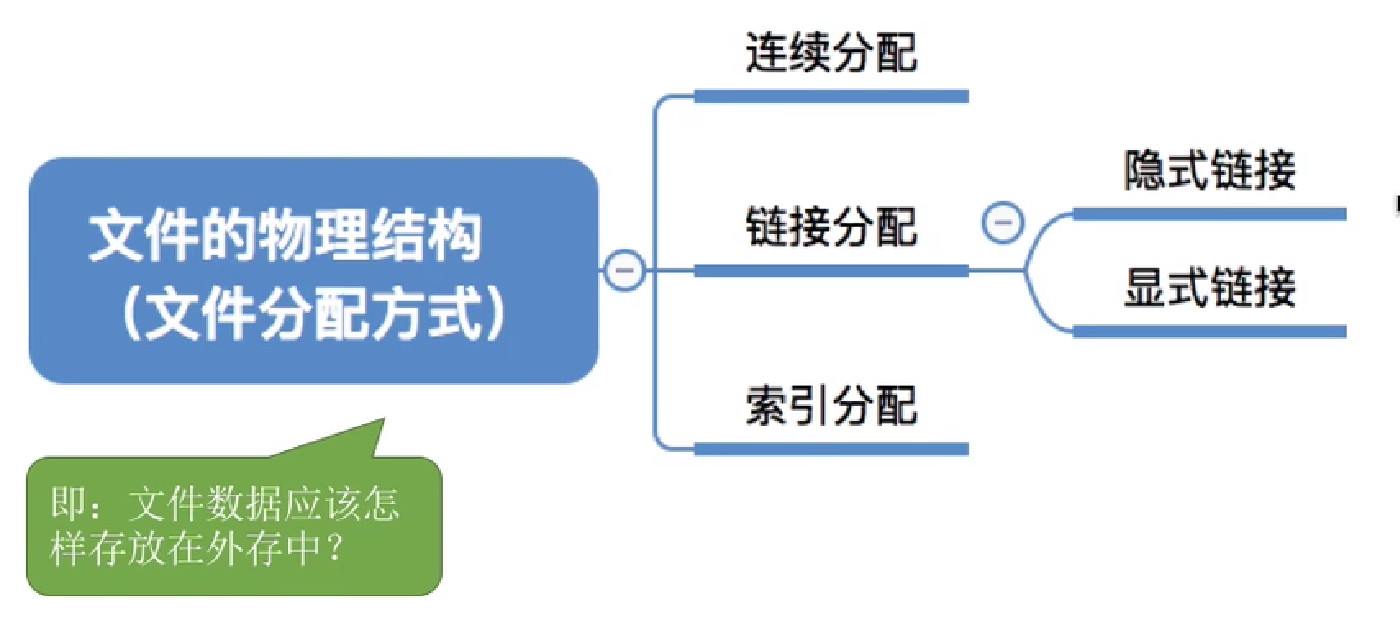 文件的物理结构
（文件分配方式）
即：文件数据应该怎
样存放在外存中？
连续分配
链接分配
隐式链接
显式链接
索引分配